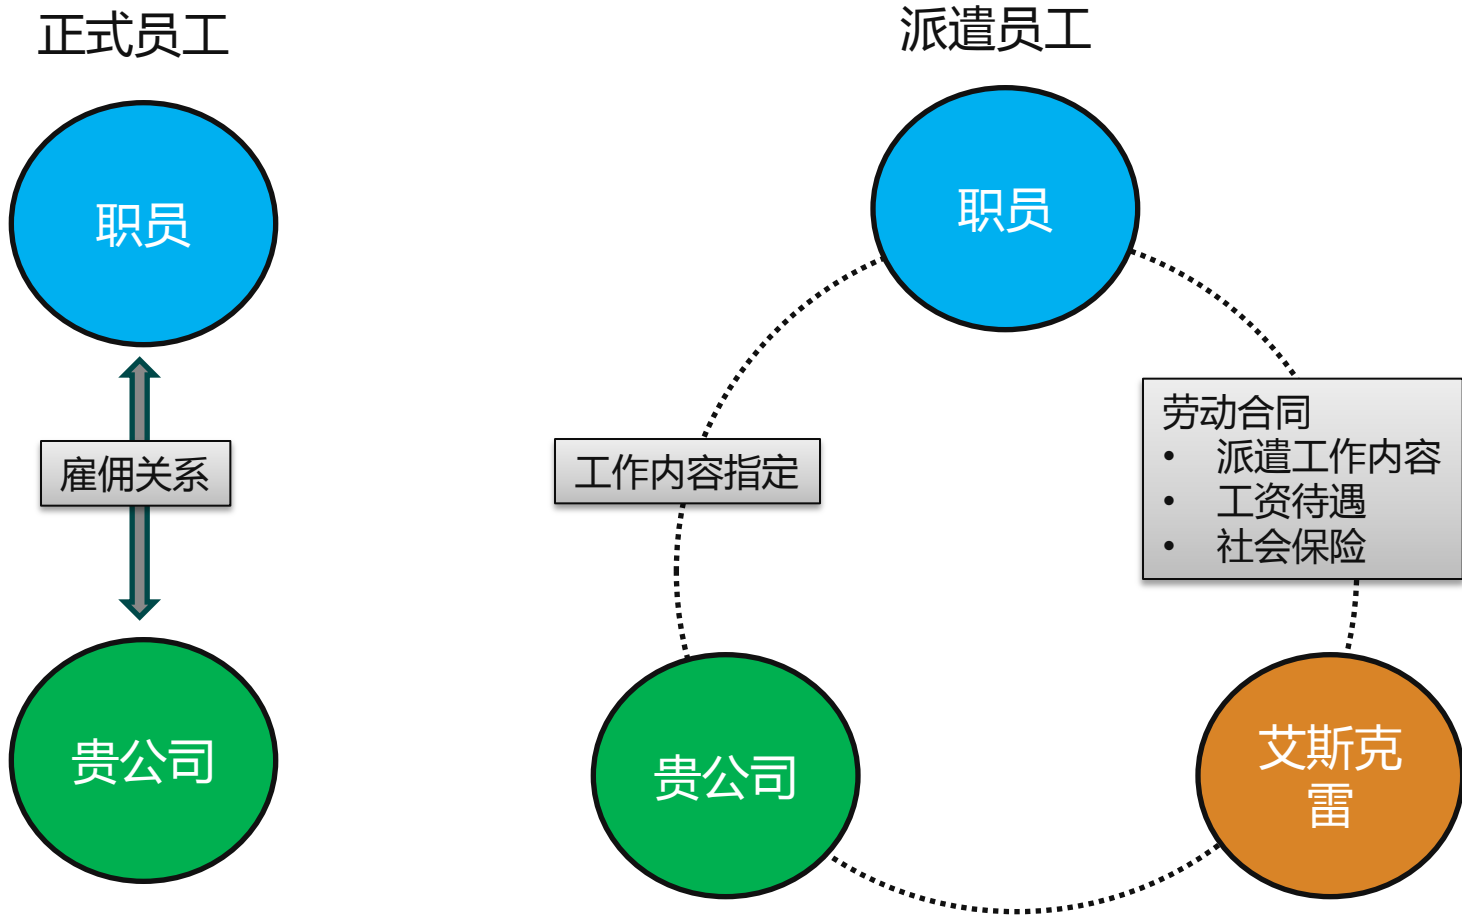 正式员工
职员
雇佣关系
贵公司
派遣员工
职员
工作内容指定
劳动合同
• 派遣工作内容
• 工资待遇
• 社会保险
贵公司
艾斯克
雷